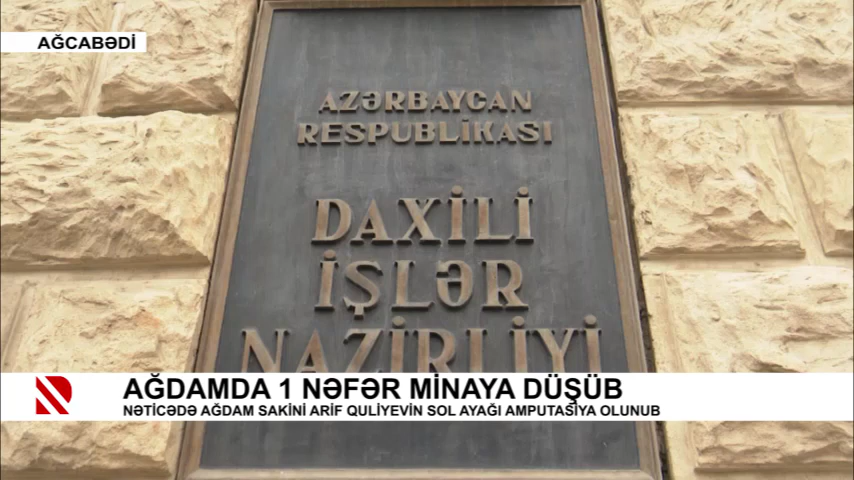 AĞCABƏDİ
AZƏRBAYCAN
RESPUBLİKASI
DAXİLİ
İŞLƏR
NAZİRLİYİ
AĞDAMDA 1 NƏFƏR MİNAYA DÜŞÜB
NƏTİCƏDƏ AĞDAM SAKİNİ ARİF QULİYEVİN SOL AYAĞI AMPUTASİYA OLUNUB